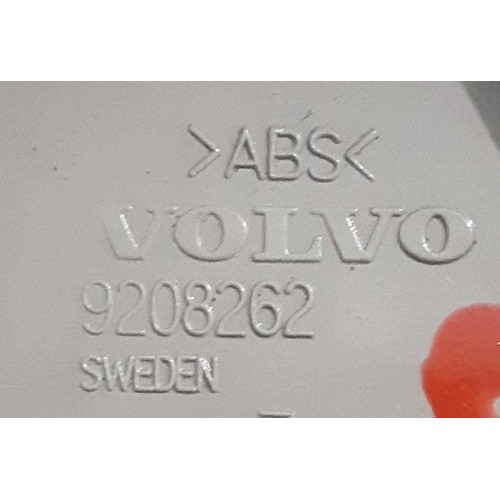 >ABS<
VOLVO
9208262
SWEDEN